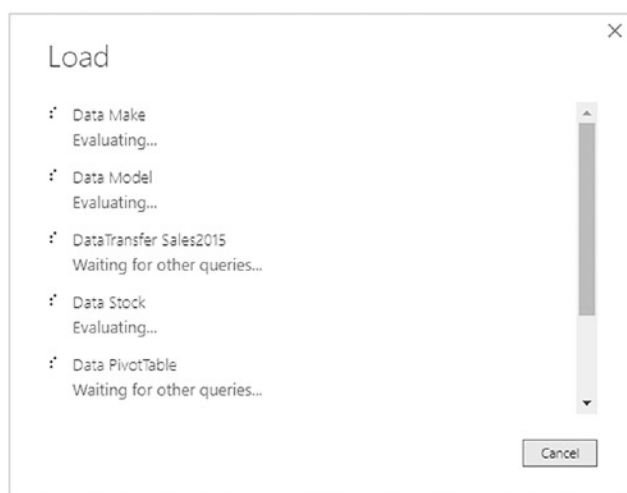 Load
Data Make
Evaluating...
Data Model
Evaluating...
DataTransfer Sales2015
Waiting for other queries...
Data Stock
Evaluating...
Data PivotTable
Waiting for other queries...
Cancel